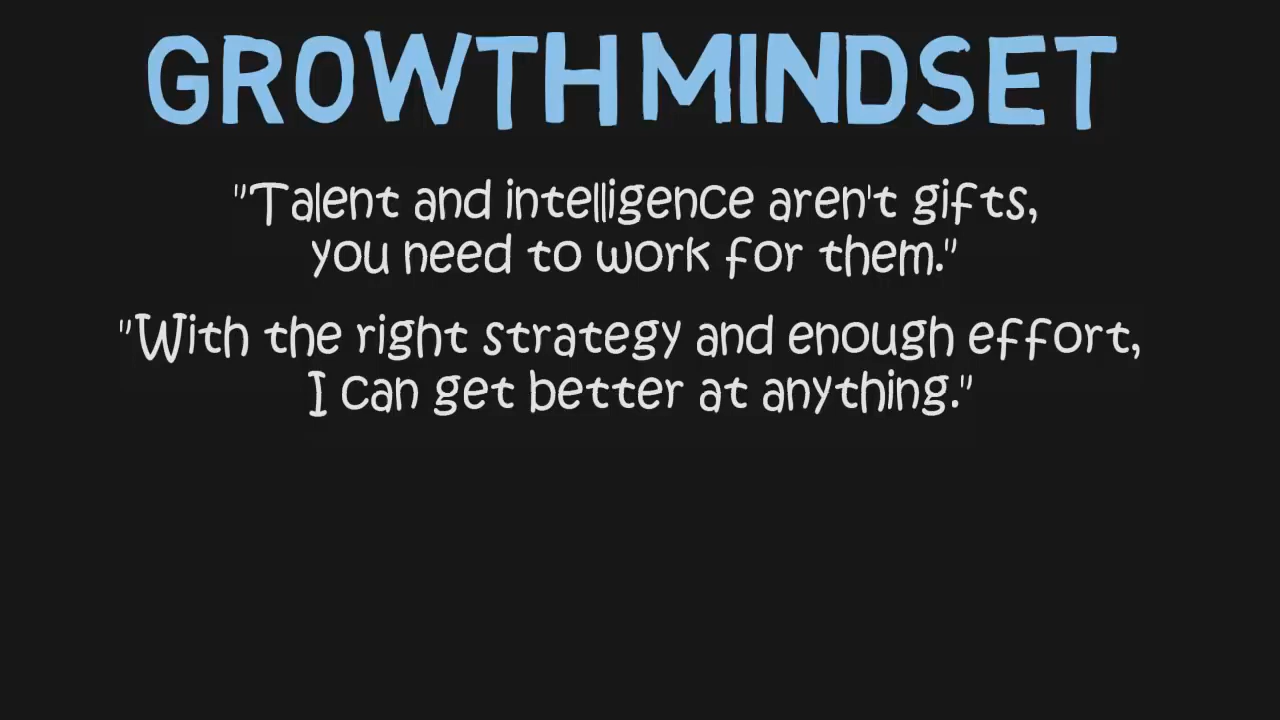 GROWTH MINDSET
"Talent and intelligence aren't gifts,
you need to work for them."
"With the right strategy and enough effort,
I can get better at anything."